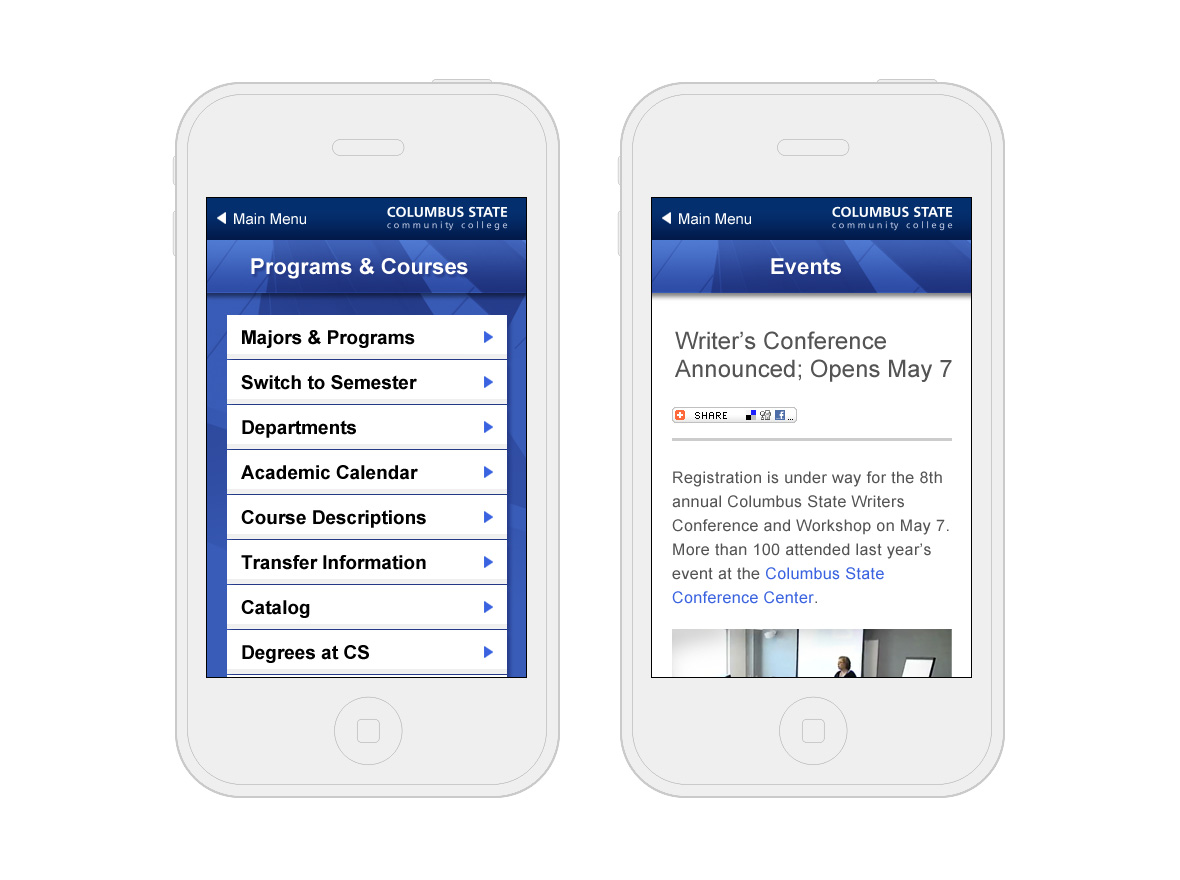 Main Menu
COLUMBUS STATE
community college
Programs & Courses
Majors & Programs
Switch to Semester
Departments
Academic Calendar
Course Descriptions
Transfer Information
Catalog
Degrees at CS
Main Menu
COLUMBUS STATE
community college
Events
Writer’s Conference
Announced; Opens May 7
SHARE
Registration is under way for the 8th
annual Columbus State Writers
Conference and Workshop on May 7.
More than 100 attended last year’s
event at the Columbus State
Conference Center.